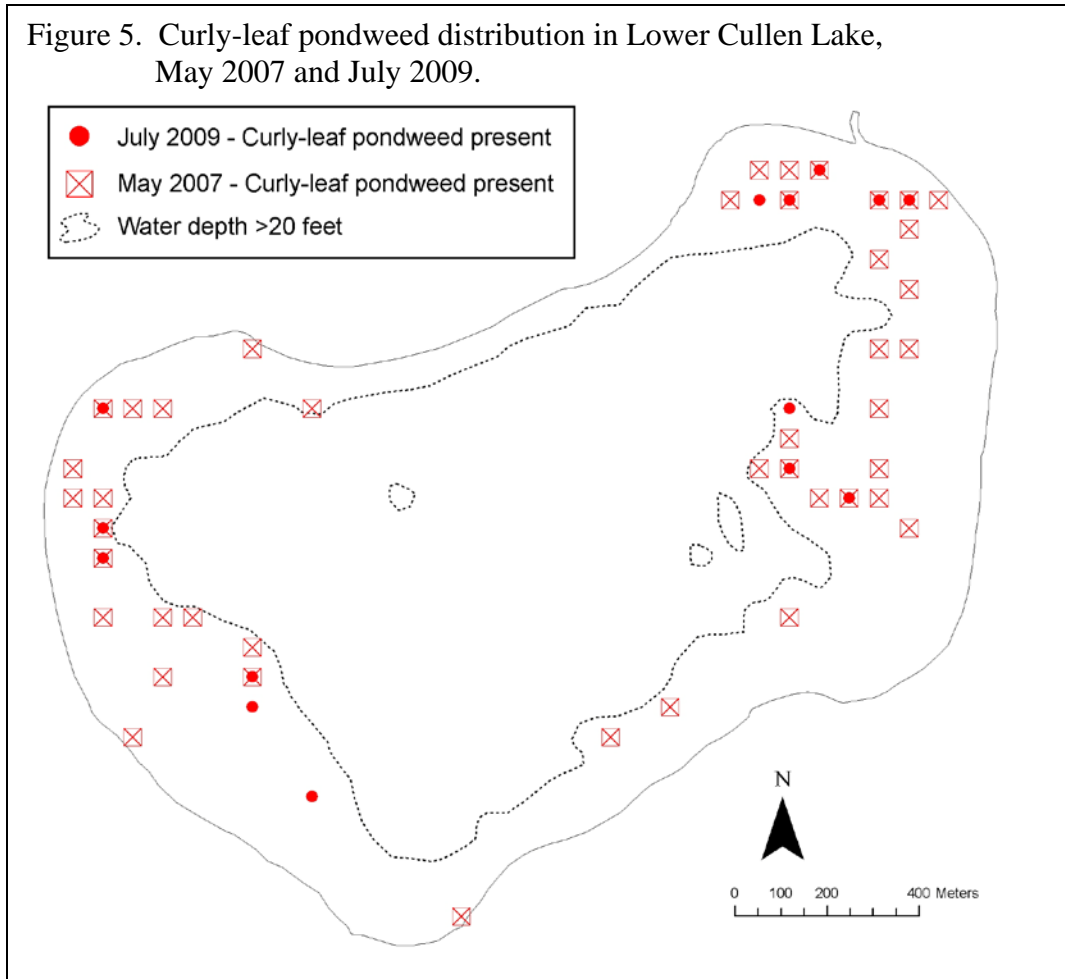 Figure 5.  Curly-leaf pondweed distribution in Lower Cullen Lake,
May 2007 and July 2009.
July 2009 - Curly-leaf pondweed present
May 2007 - Curly-leaf pondweed present
Water depth >20 feet
N
0 100 200 400 Meters